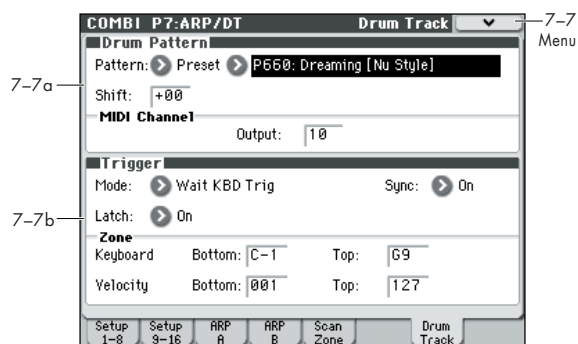 COMBI P7:ARP/DT Drum Track
7–7
Menu
Drum Pattern
Pattern: Preset P660: Dreaming [Nu Style]
7–7a
Shift: +00
MIDI Channel
Output: 10
Trigger
Mode: Wait KBD Trig Sync: On
7–7b
Latch: On
Zone
Keyboard Bottom: C-1 Top: G9
Velocity Bottom: 001 Top: 127
Setup 1-8 Setup 9-16 ARP A ARP B Scan Zone Drum Track